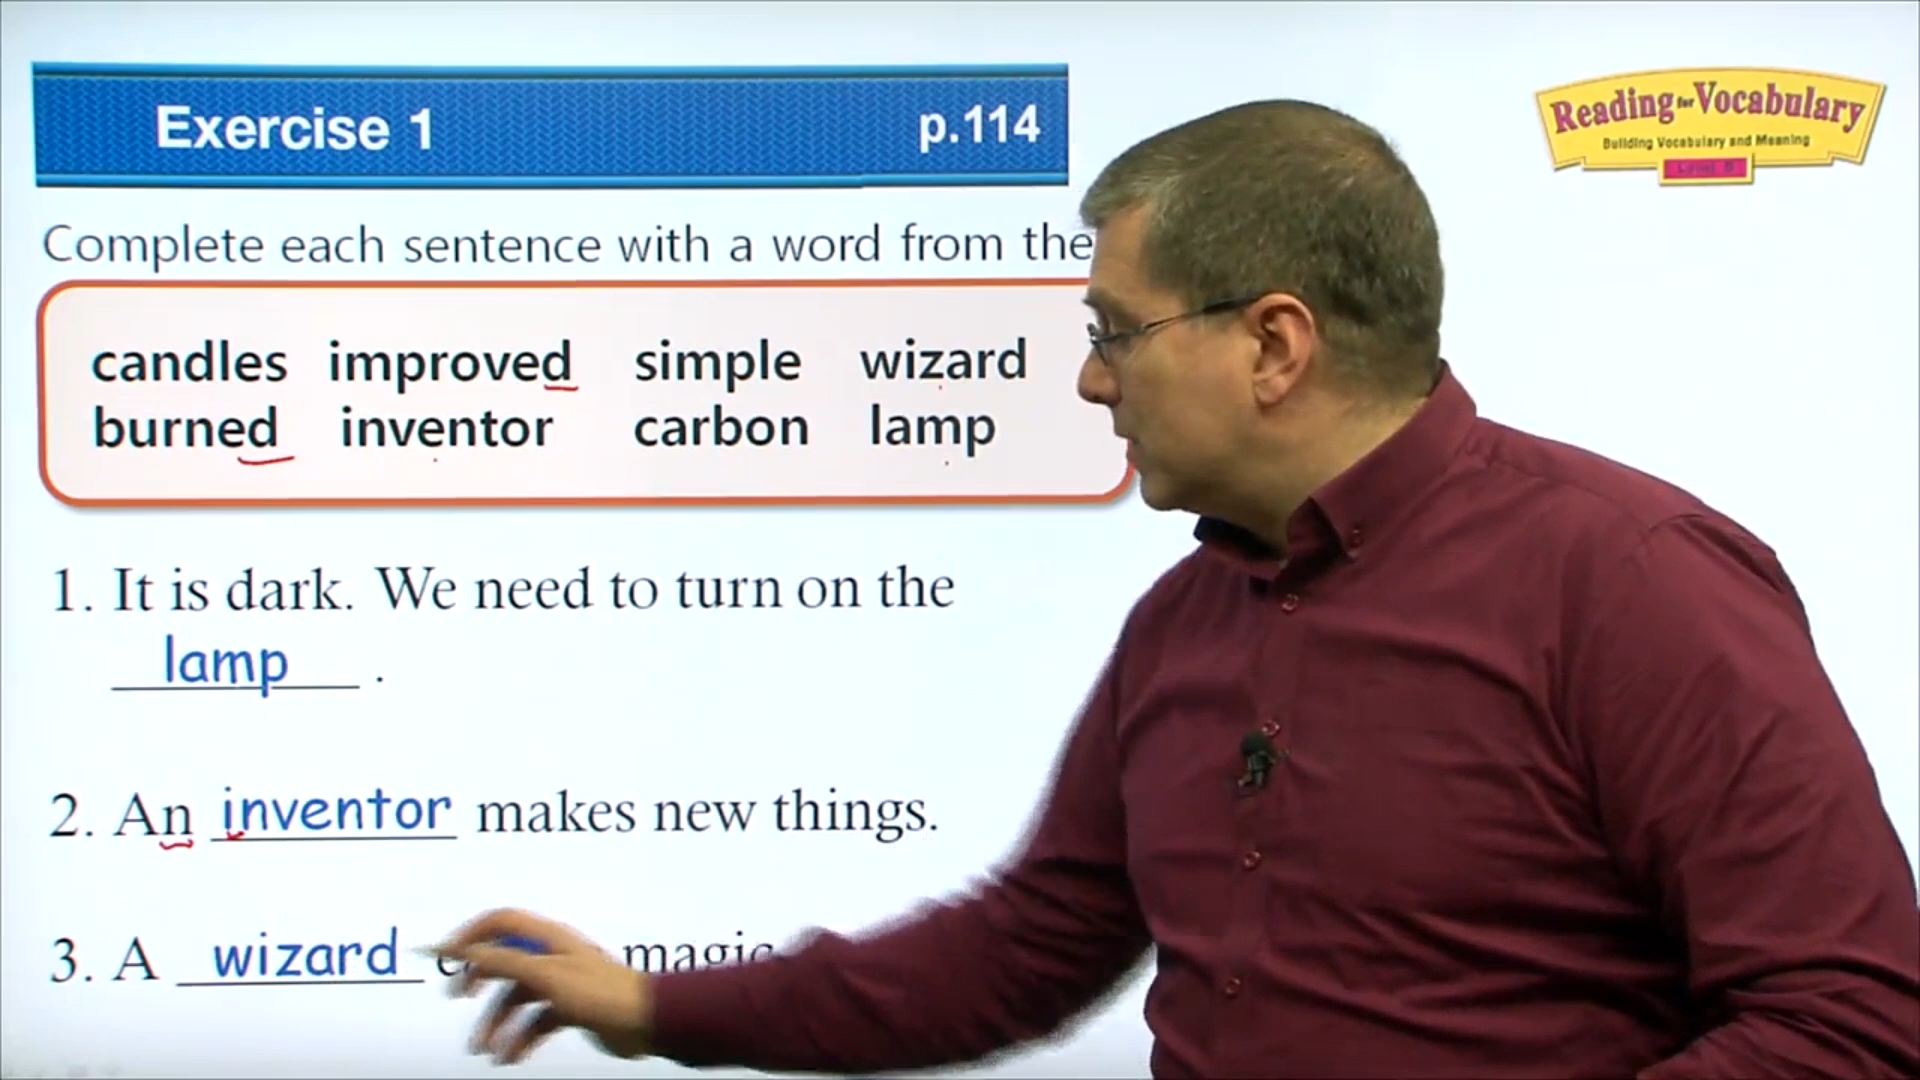 Exercise 1 p.114
Reading for Vocabulary
Building Vocabulary and Meaning
Complete each sentence with a word from the
candles improved simple wizard
burned inventor carbon lamp
1. It is dark. We need to turn on the
lamp .
2. An inventor makes new things.
3. A wizard magic